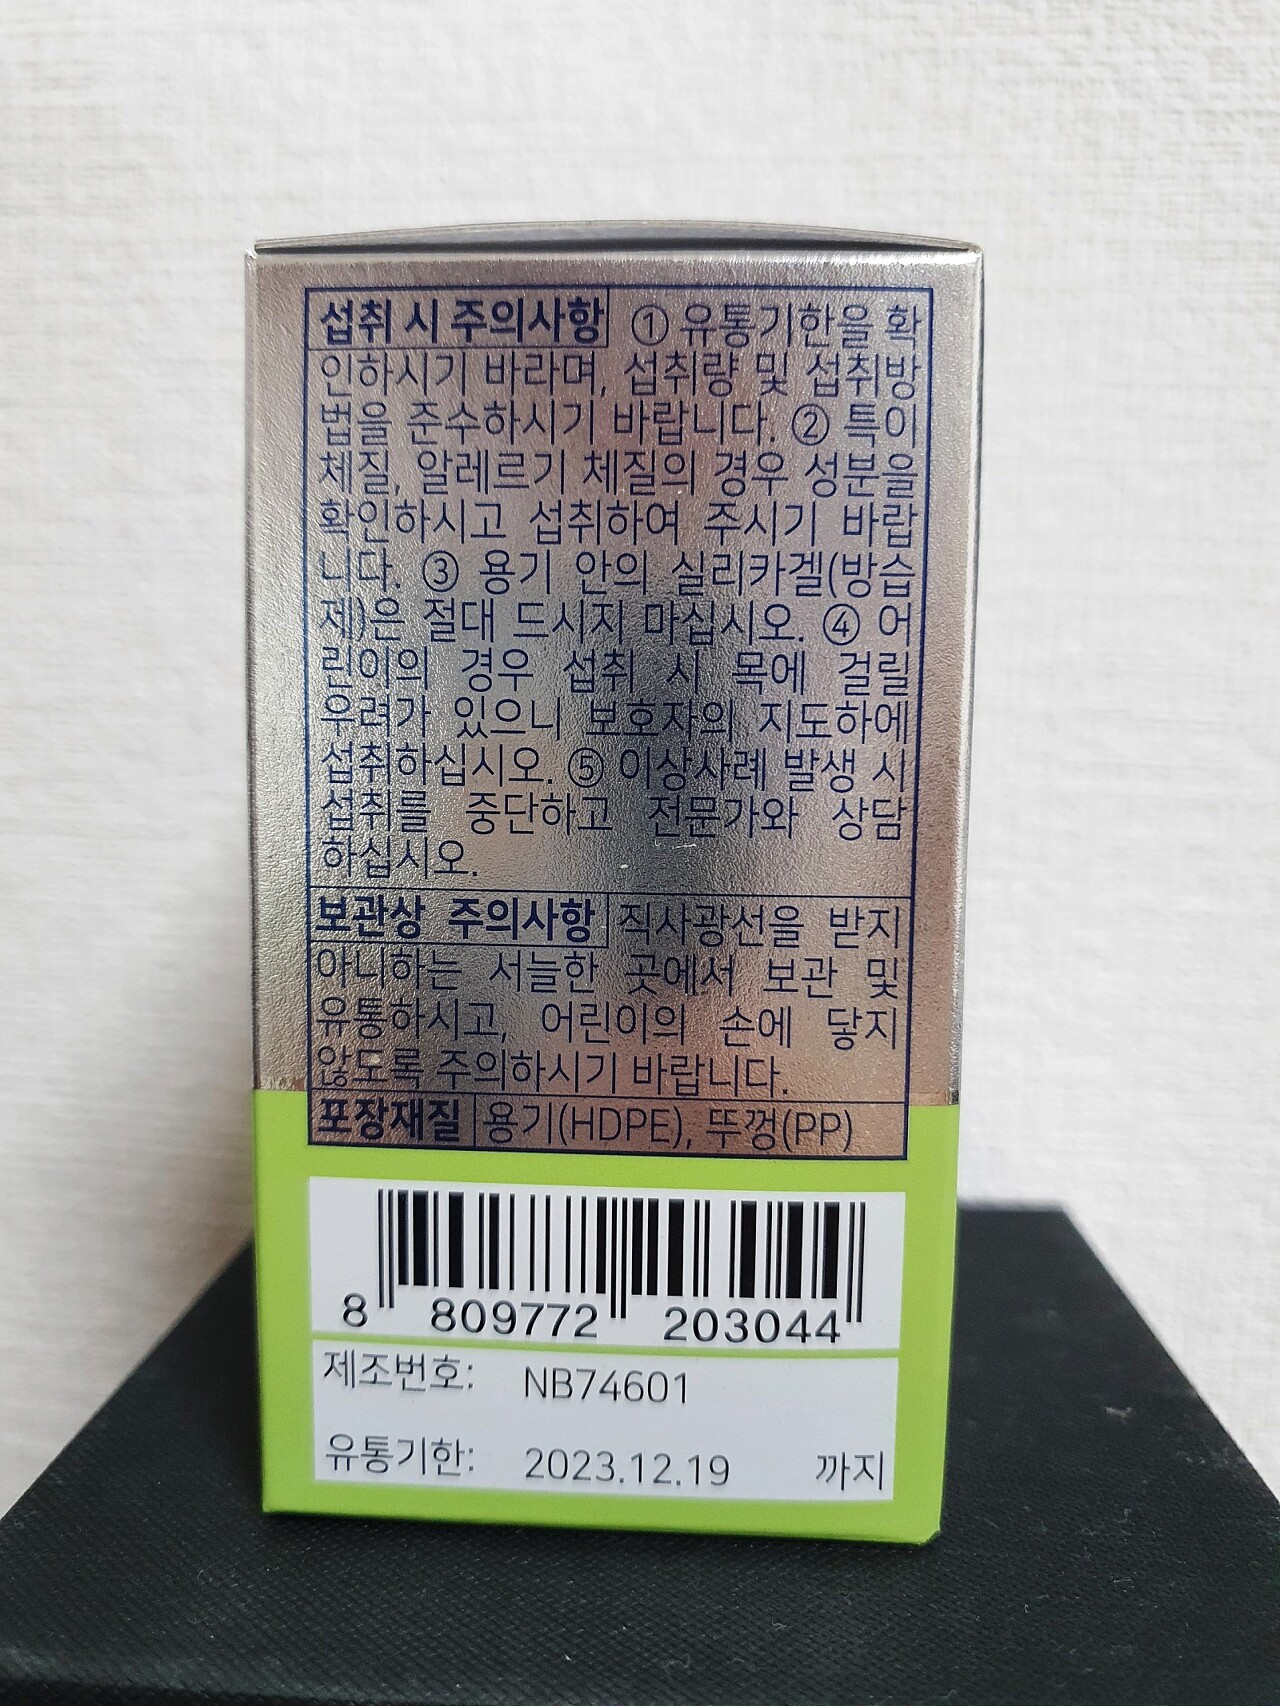 섭취 시 주의사항 ① 유통기한을 확
인하시기 바라며, 섭취량 및 섭취방
법을 준수하시기 바랍니다. ② 특이
체질, 알레르기 체질의 경우 성분을
확인하시고 섭취하여 주시기 바랍
니다. ③ 용기 안의 실리카겔(방습
제)은 절대 드시지 마십시오. ④ 어
린이의 경우 섭취 시 목에 걸릴
우려가 있으니 보호자의 지도하에
섭취하십시오. ⑤ 이상사례 발생 시
섭취를 중단하고 전문가와 상담
하십시오.
보관상 주의사항 직사광선을 받지
아니하는 서늘한 곳에서 보관 및
유통하시고, 어린이의 손에 닿지
않도록 주의하시기 바랍니다.
포장재질 용기(HDPE), 뚜껑(PP)
8 809772 203044
제조번호: NB74601
유통기한: 2023.12.19 까지